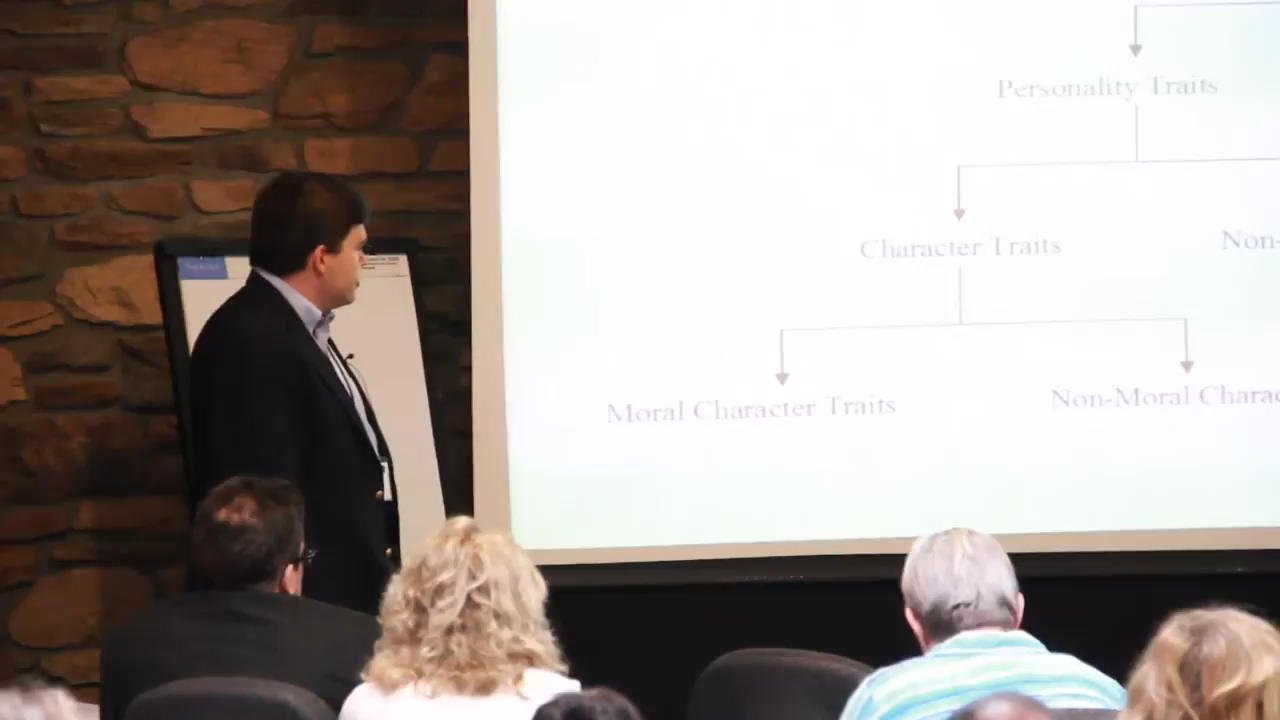 Personality Traits
Character Traits
Non-
Moral Character Traits
Non-Moral Charac